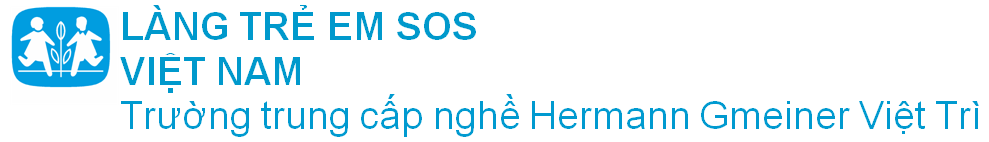 LÀNG TRẺ EM SOS
VIỆT NAM
Trường trung cấp nghề Hermann Gmeiner Việt Trì